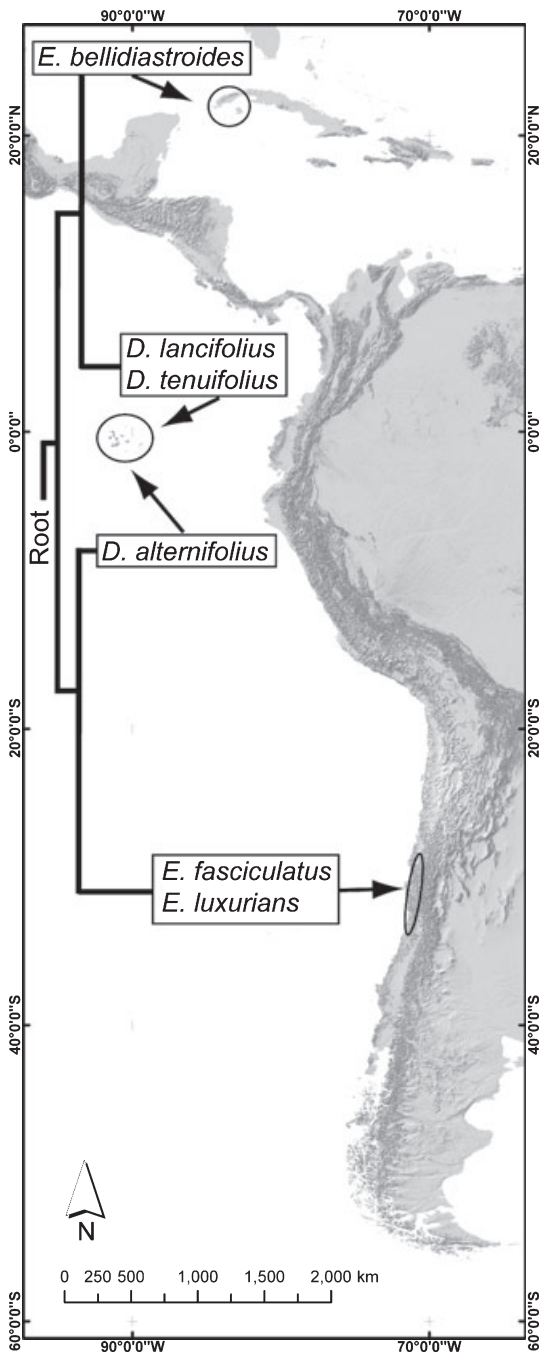 90°0'0"W 70°0'0"W
E. bellidiastroides
20°0'0"N 20°0'0"N
D. lancifolius
D. tenuifolius
0°0'0" 0°0'0"
Root
D. alternifolius
20°0'0"S 20°0'0"S
E. fasciculatus
E. luxurians
40°0'0"S 40°0'0"S
N
0 250 500 1,000 1,500 2,000 km
60°0'0"S 60°0'0"S
90°0'0"W 70°0'0"W